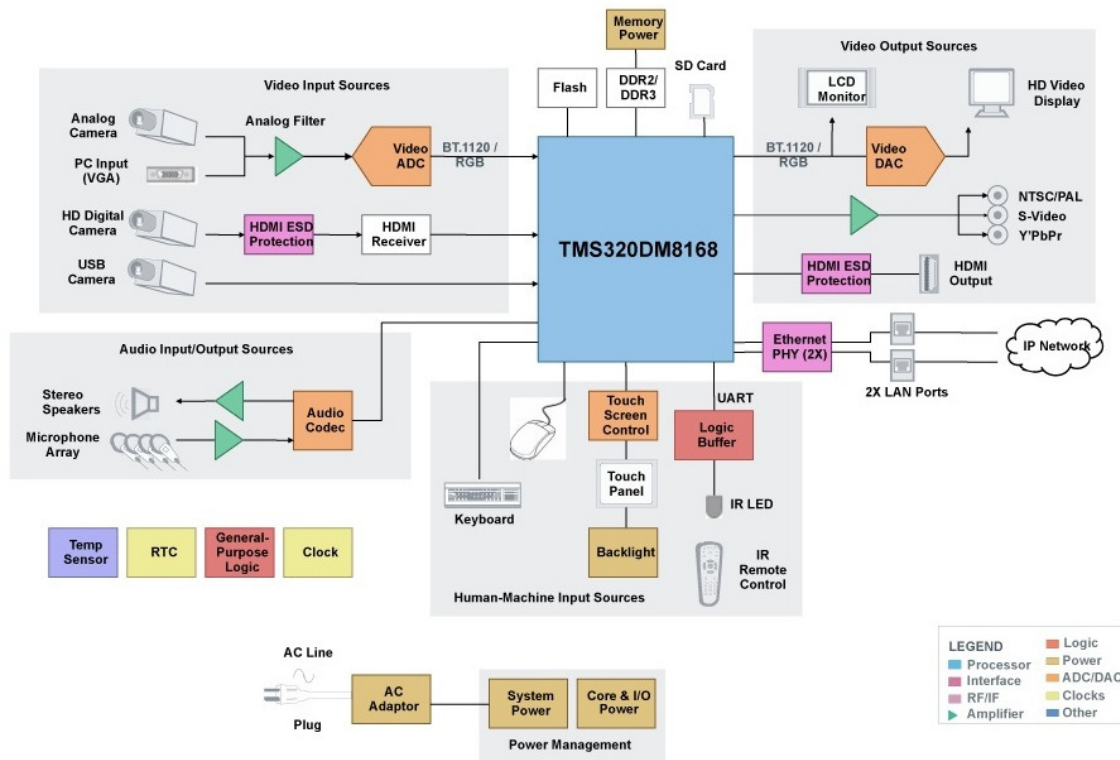 Memory
Power
Flash
DDR2/
DDR3
SD Card
Video Input Sources
Analog
Camera
Analog Filter
PC Input
(VGA)
Video
ADC
BT.1120 /
RGB
HD Digital
Camera
HDMI ESD
Protection
HDMI
Receiver
USB
Camera
TMS320DM8168
Video Output Sources
LCD
Monitor
HD Video
Display
BT.1120 /
RGB
Video
DAC
NTSC/PAL
S-Video
Y'PbPr
HDMI ESD
Protection
HDMI
Output
Ethernet
PHY (2X)
IP Network
2X LAN Ports
Audio Input/Output Sources
Stereo
Speakers
Audio
Codec
Microphone
Array
UART
Touch
Screen
Control
Logic
Buffer
Touch
Panel
Keyboard
IR LED
Backlight
IR
Remote
Control
Human-Machine Input Sources
Temp
Sensor
RTC
General-
Purpose
Logic
Clock
AC Line
Plug
AC
Adaptor
System
Power
Core & I/O
Power
Power Management
LEGEND
Processor
Interface
RF/IF
Amplifier
Logic
Power
ADC/DAC
Clocks
Other